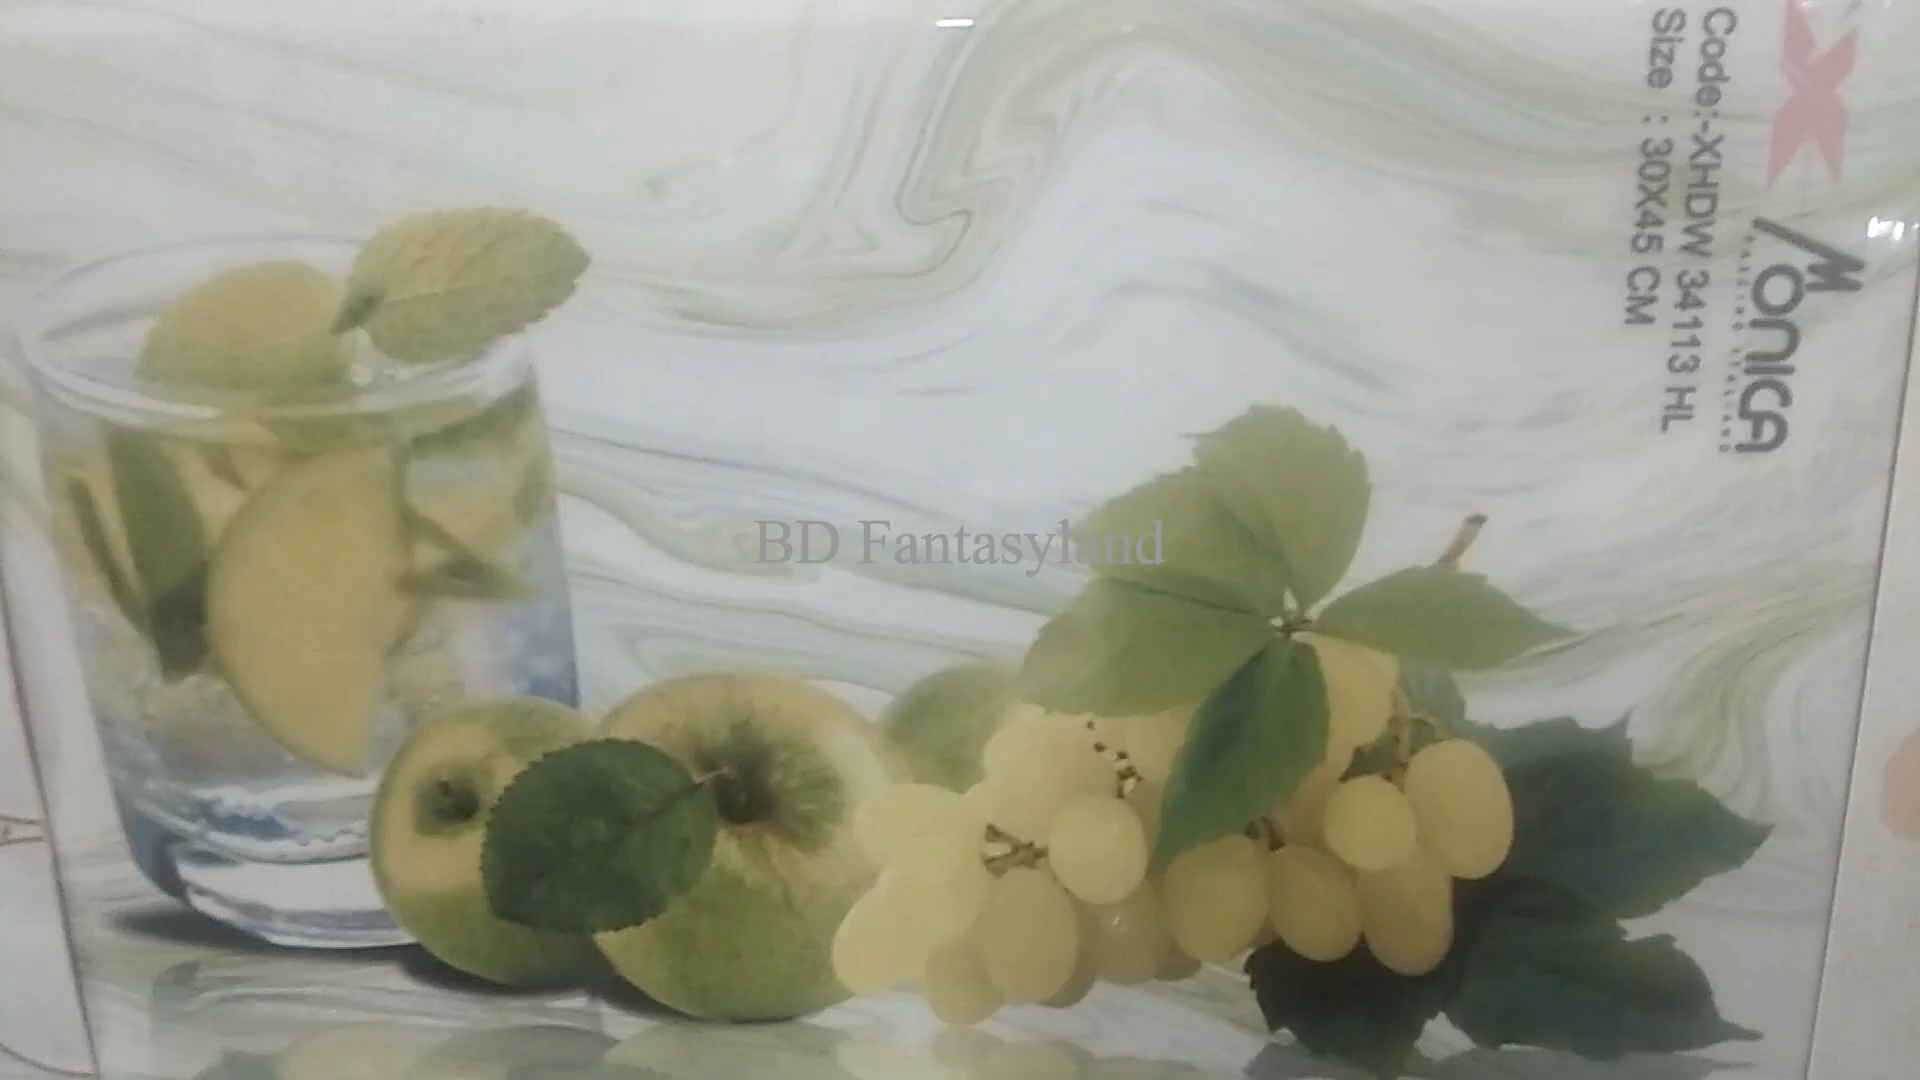 X
MONICA
Code:-XHDW 34113 HL
Size : 30X45 CM
BD Fantasyland